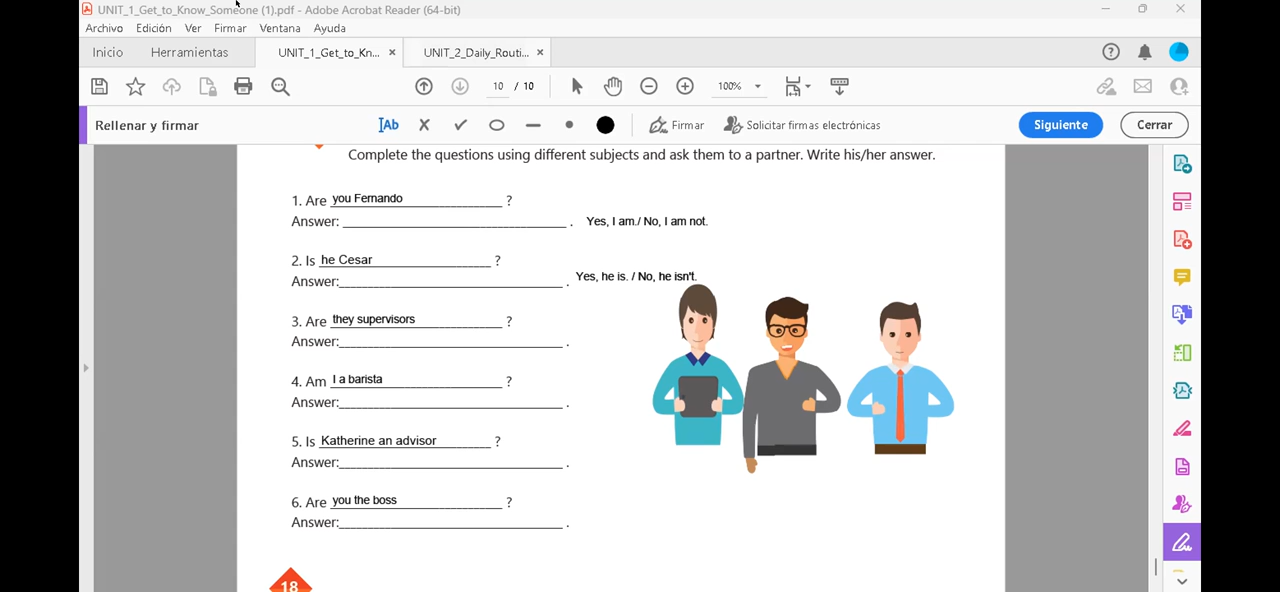 UNIT_1_Get_to_Know_Someone (1).pdf - Adobe Acrobat Reader (64-bit)
Archivo Edición Ver Firmar Ventana Ayuda
Inicio Herramientas UNIT_1_Get_to_Kn... × UNIT_2_Daily_Routi... ×
10 / 10 100%
Rellenar y firmar IAb Firmar Solicitar firmas electrónicas Siguiente Cerrar
Complete the questions using different subjects and ask them to a partner. Write his/her answer.
1. Are you Fernando ?
Answer: . Yes, I am./ No, I am not.
2. Is he Cesar ?
Answer: . Yes, he is. / No, he isn't.
3. Are they supervisors ?
Answer: .
4. Am I a barista ?
Answer: .
5. Is Katherine an advisor ?
Answer: .
6. Are you the boss ?
Answer: .
18